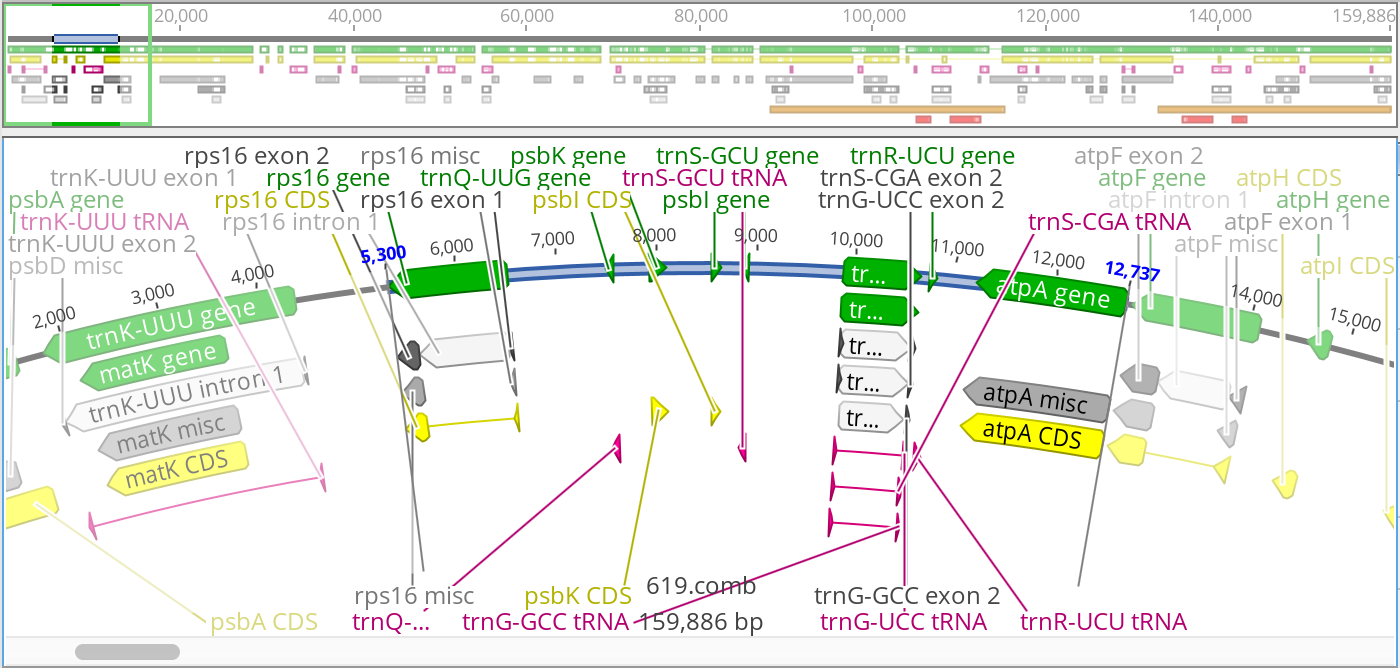 20,000 40,000 60,000 80,000 100,000 120,000 140,000 159,886
rps16 exon 2 rps16 misc psbK gene trnS-GCU gene trnR-UCU gene atpF exon 2
trnK-UUU exon 1 rps16 gene trnQ-UUG gene trnS-GCU tRNA trnS-CGA exon 2 atpF gene atpH CDS
psbA gene rps16 CDS rps16 exon 1 psbI CDS psbI gene trnG-UCC exon 2 atpF intron 1 atpH gene
trnK-UUU tRNA rps16 intron 1 trnS-CGA tRNA atpF exon 1
trnK-UUU exon 2 atpF misc
psbD misc atpI CDS
2,000 3,000 4,000 5,300 6,000 7,000 8,000 9,000 10,000 11,000 12,000 12,737 14,000 15,000
trnK-UUU gene tr... atpA gene
matK gene tr...
trnK-UUU intron 1 tr...
matK misc tr... atpA misc
matK CDS tr... atpA CDS
619.comb
rps16 misc psbK CDS trnG-GCC exon 2
psbA CDS trnQ-... trnG-GCC tRNA 159,886 bp trnG-UCC tRNA trnR-UCU tRNA